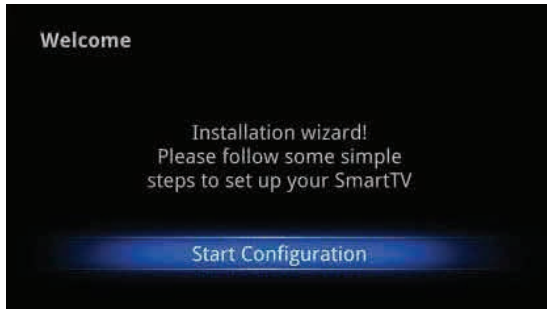 Welcome
Installation wizard!
Please follow some simple
steps to set up your SmartTV
Start Configuration